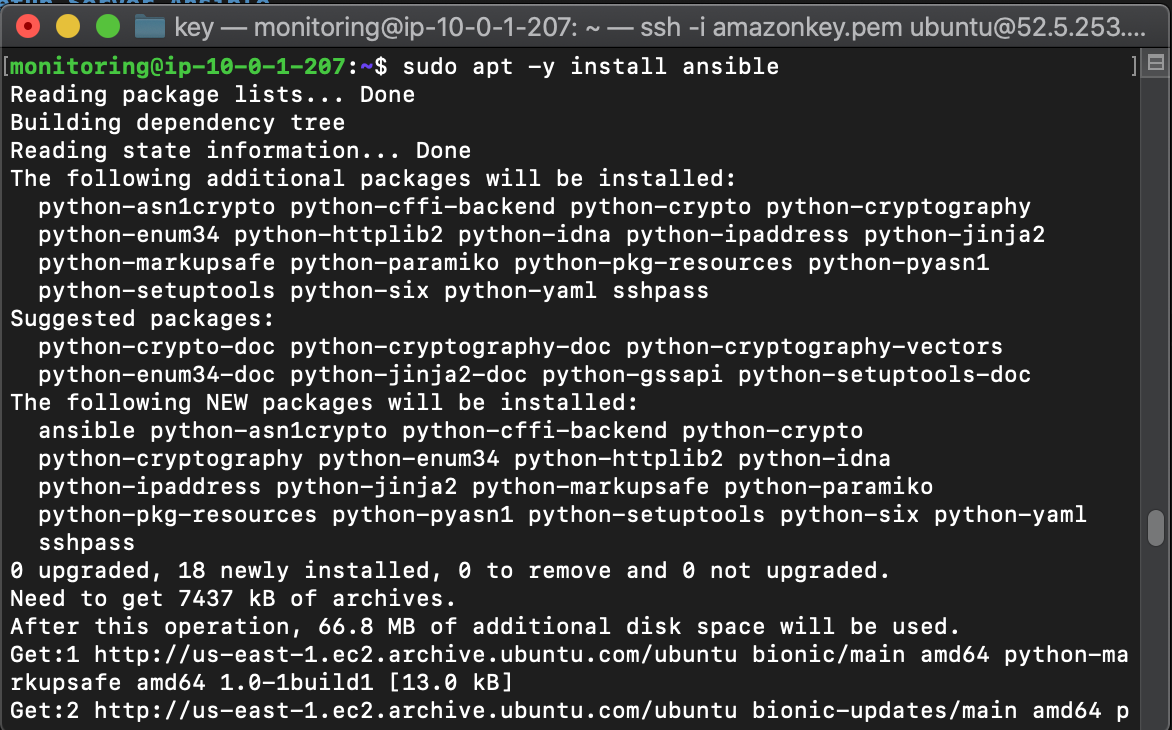 key — monitoring@ip-10-0-1-207: ~ — ssh -i amazonkey.pem ubuntu@52.5.253....
[monitoring@ip-10-0-1-207:~$ sudo apt -y install ansible ]
Reading package lists... Done
Building dependency tree
Reading state information... Done
The following additional packages will be installed:
  python-asn1crypto python-cffi-backend python-crypto python-cryptography
  python-enum34 python-httplib2 python-idna python-ipaddress python-jinja2
  python-markupsafe python-paramiko python-pkg-resources python-pyasn1
  python-setuptools python-six python-yaml sshpass
Suggested packages:
  python-crypto-doc python-cryptography-doc python-cryptography-vectors
  python-enum34-doc python-jinja2-doc python-gssapi python-setuptools-doc
The following NEW packages will be installed:
  ansible python-asn1crypto python-cffi-backend python-crypto
  python-cryptography python-enum34 python-httplib2 python-idna
  python-ipaddress python-jinja2 python-markupsafe python-paramiko
  python-pkg-resources python-pyasn1 python-setuptools python-six python-yaml
  sshpass
0 upgraded, 18 newly installed, 0 to remove and 0 not upgraded.
Need to get 7437 kB of archives.
After this operation, 66.8 MB of additional disk space will be used.
Get:1 http://us-east-1.ec2.archive.ubuntu.com/ubuntu bionic/main amd64 python-ma
rkupsafe amd64 1.0-1build1 [13.0 kB]
Get:2 http://us-east-1.ec2.archive.ubuntu.com/ubuntu bionic-updates/main amd64 p